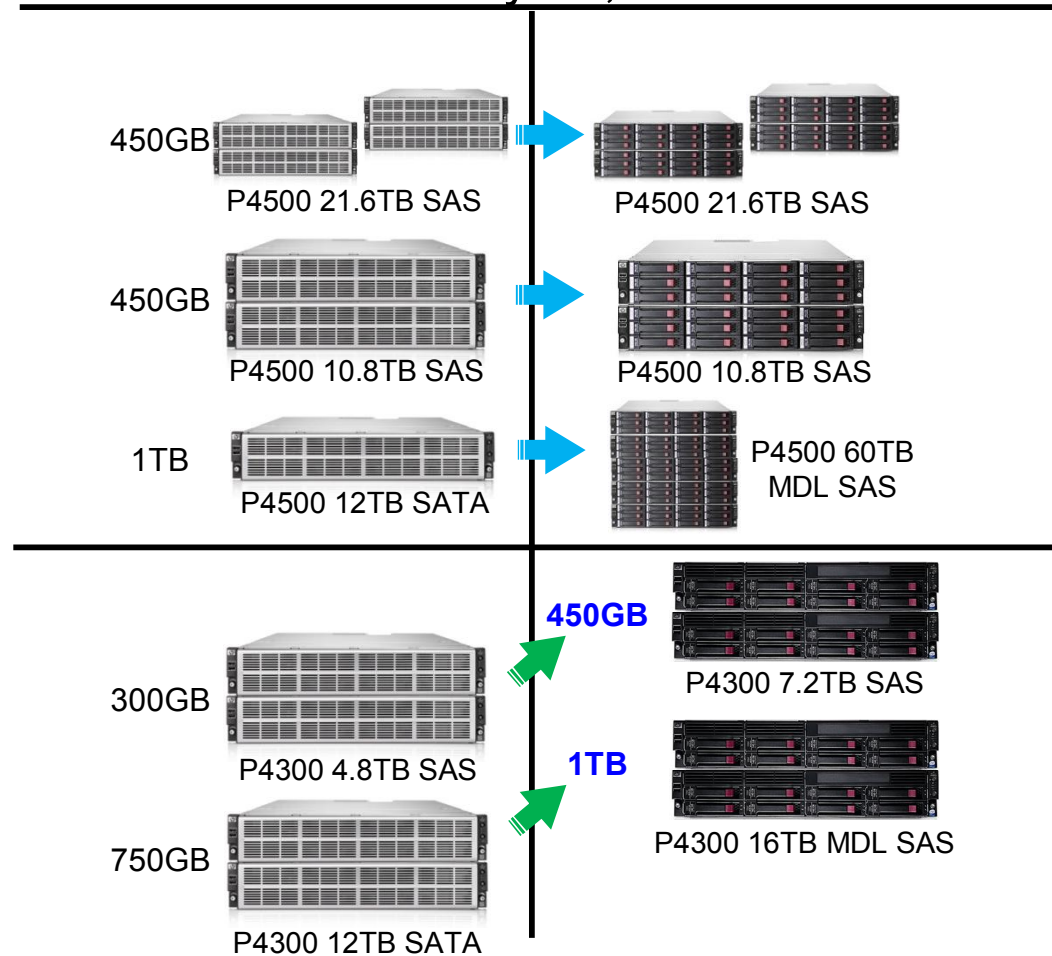 450GB
P4500 21.6TB SAS
P4500 21.6TB SAS
450GB
P4500 10.8TB SAS
P4500 10.8TB SAS
1TB
P4500 12TB SATA
P4500 60TB
MDL SAS
450GB
300GB
P4300 4.8TB SAS
P4300 7.2TB SAS
1TB
750GB
P4300 12TB SATA
P4300 16TB MDL SAS